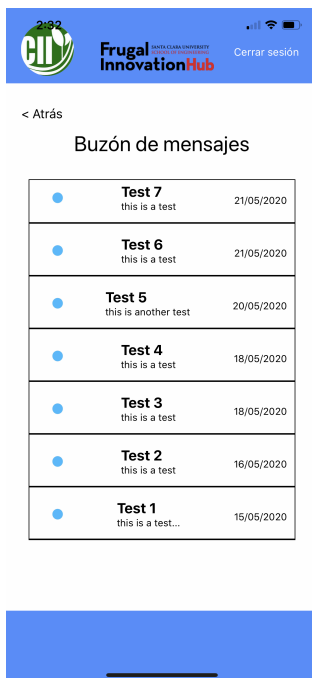 2:32
CII
Frugal SANTA CLARA UNIVERSITY
SCHOOL OF ENGINEERING
InnovationHub
Cerrar sesión
< Atrás
Buzón de mensajes
Test 7
this is a test
21/05/2020
Test 6
this is a test
21/05/2020
Test 5
this is another test
20/05/2020
Test 4
this is a test
18/05/2020
Test 3
this is a test
18/05/2020
Test 2
this is a test
16/05/2020
Test 1
this is a test...
15/05/2020